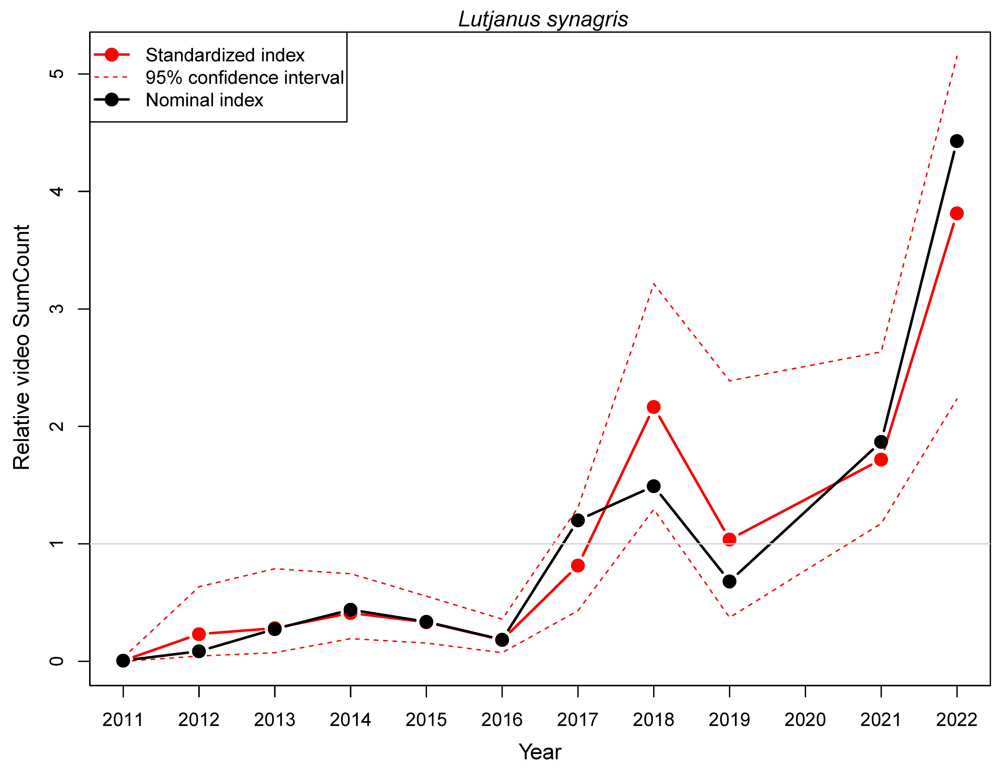 Lutjanus synagris
Standardized index
95% confidence interval
Nominal index
Relative video SumCount
5
4
3
2
1
0
2011 2012 2013 2014 2015 2016 2017 2018 2019 2020 2021 2022
Year